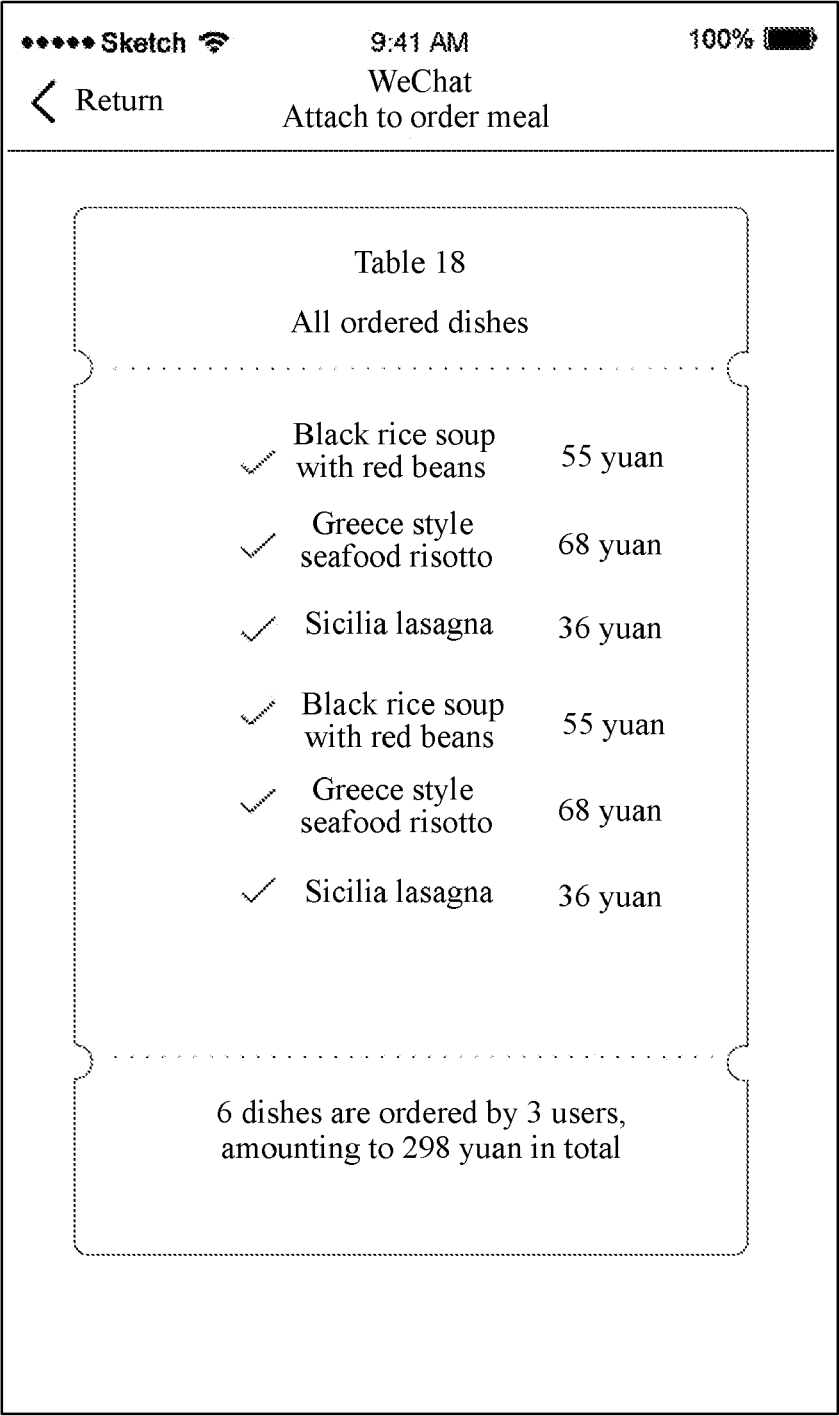 Sketch 9:41 AM 100%
WeChat
Return
Attach to order meal
Table 18
All ordered dishes
Black rice soup
with red beans 55 yuan
Greece style
seafood risotto 68 yuan
Sicilia lasagna 36 yuan
Black rice soup
with red beans 55 yuan
Greece style
seafood risotto 68 yuan
Sicilia lasagna 36 yuan
6 dishes are ordered by 3 users,
amounting to 298 yuan in total